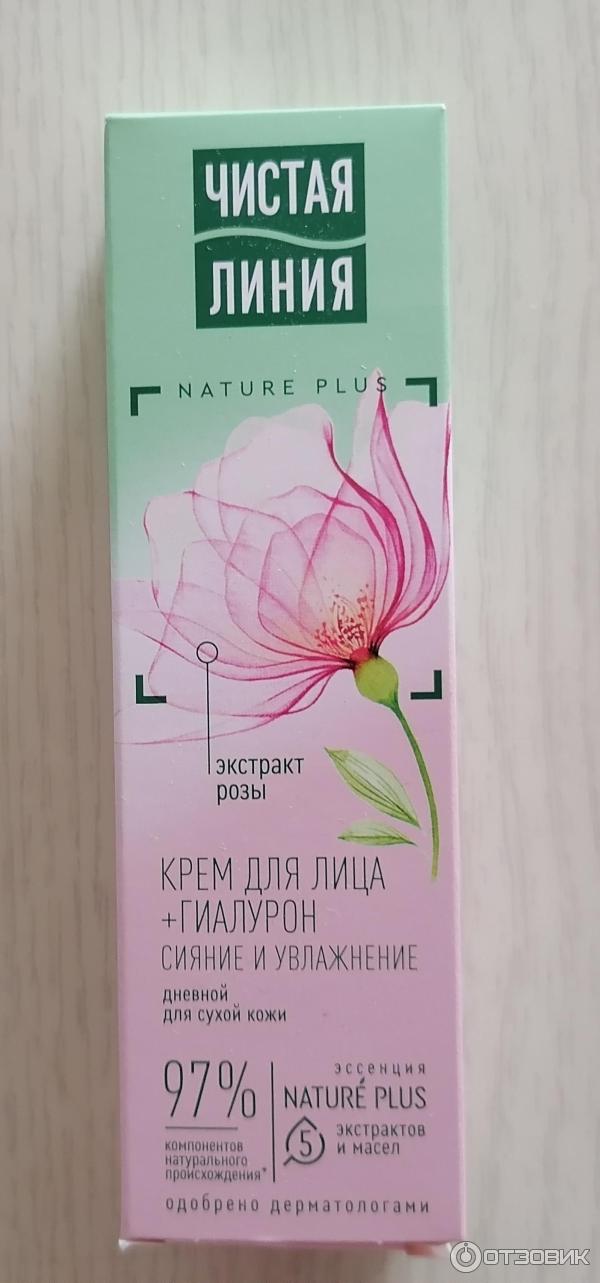 ЧИСТАЯ
ЛИНИЯ
NATURE PLUS
экстракт
розы
КРЕМ ДЛЯ ЛИЦА
+ГИАЛУРОН
СИЯНИЕ И УВЛАЖНЕНИЕ
дневной
для сухой кожи
97%
компонентов
натурального
происхождения*
эссенция
NATURÉ PLUS
5 экстрактов
и масел
одобрено дерматологами
ОТЗОВИК